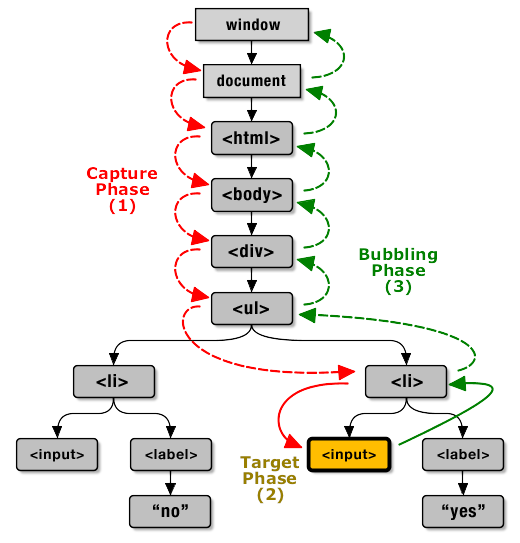 window
document
<html>
Capture
Phase
(1)
<body>
<div>
Bubbling
Phase
(3)
<ul>
<li>
<li>
<input>
<label>
Target
Phase
(2)
<input>
<label>
“no”
“yes”